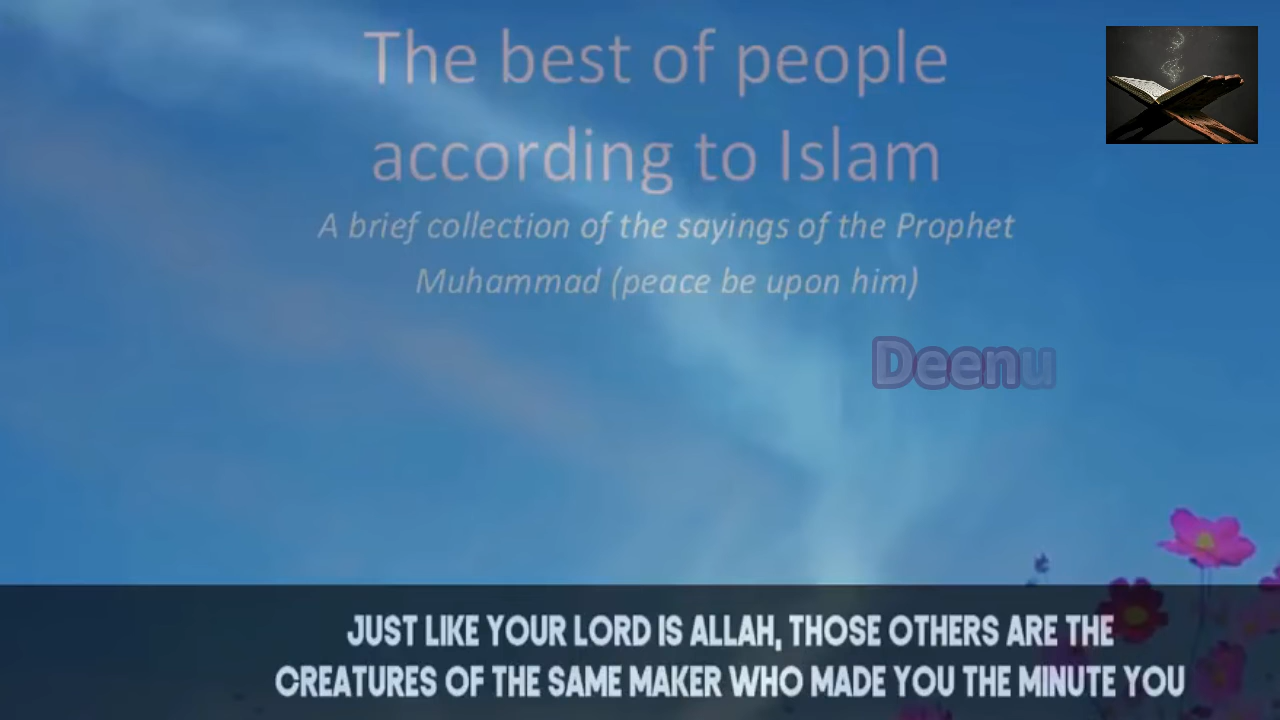 The best of people
according to Islam
A brief collection of the sayings of the Prophet
Muhammad (peace be upon him)
Deenu
JUST LIKE YOUR LORD IS ALLAH, THOSE OTHERS ARE THE
CREATURES OF THE SAME MAKER WHO MADE YOU THE MINUTE YOU